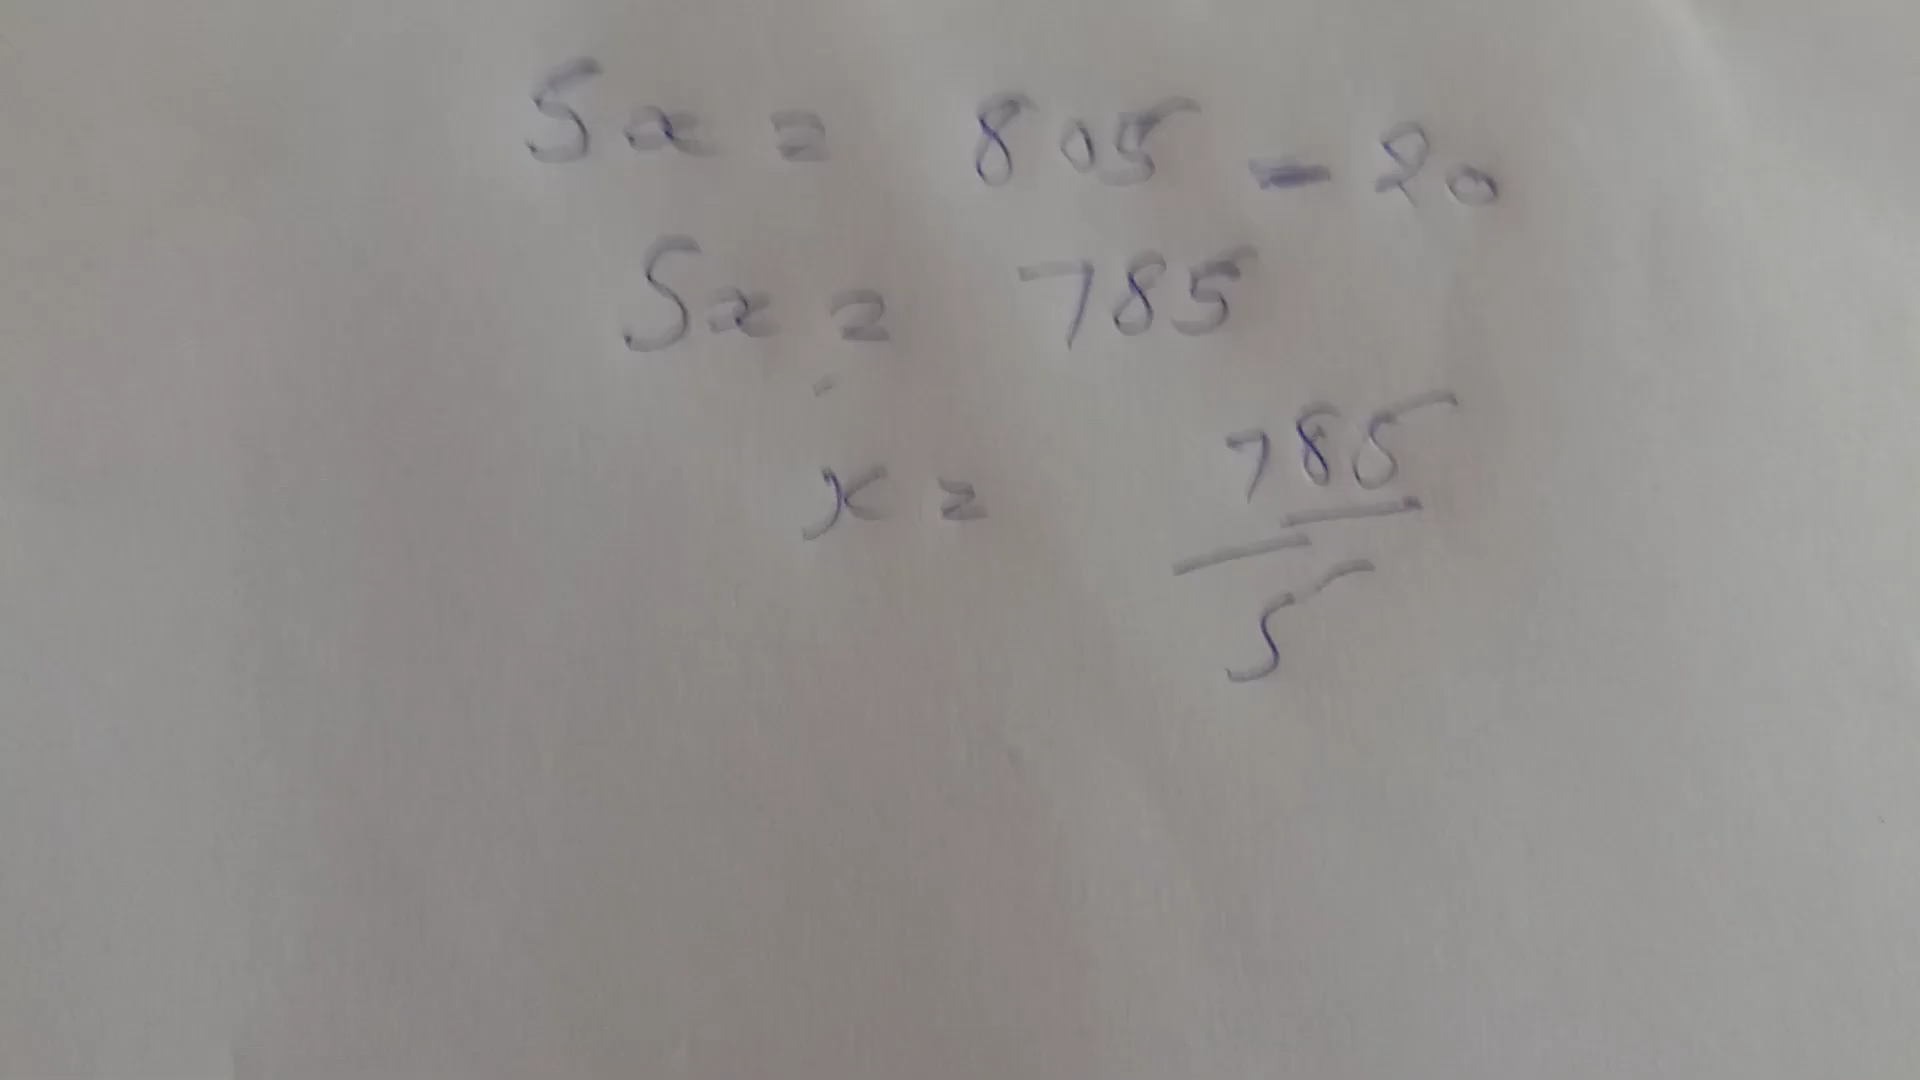 5x = 805 - 20
5x = 785
x = 785/5